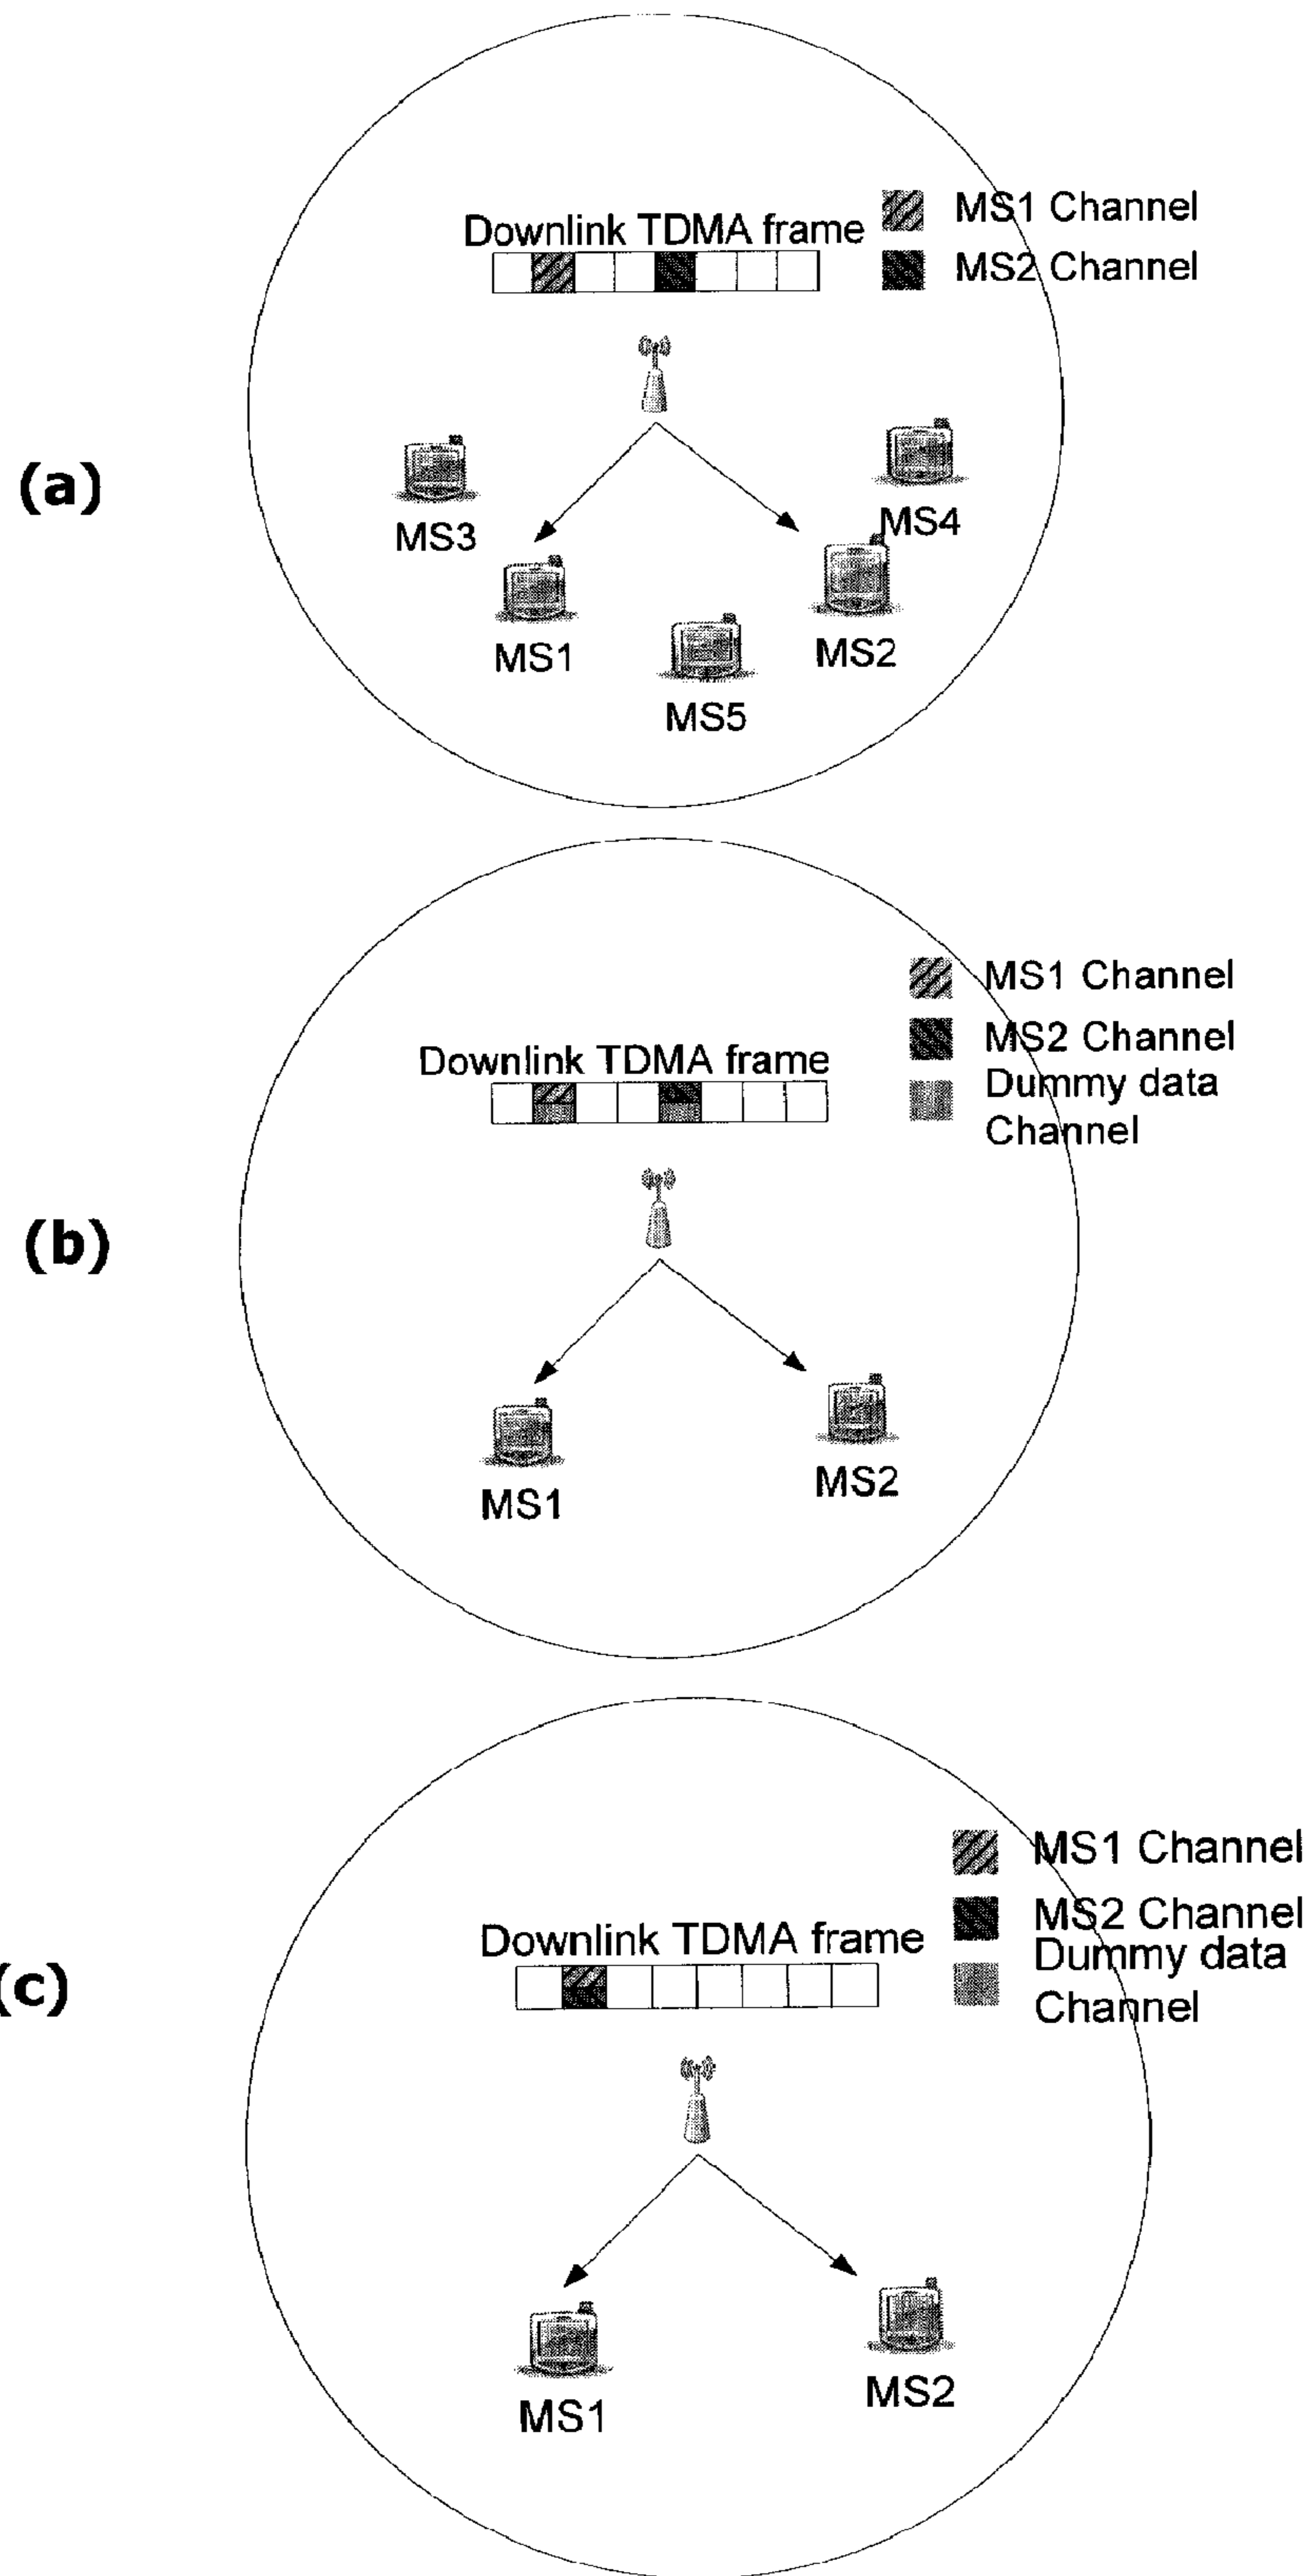 MS1 Channel
Downlink TDMA frame
MS2 Channel
(a)
MS3
MS4
MS1
MS2
MS5
MS1 Channel
MS2 Channel
Downlink TDMA frame
Dummy data
Channel
(b)
MS1
MS2
MS1 Channel
MS2 Channel
Downlink TDMA frame
Dummy data
Channel
(c)
MS1
MS2